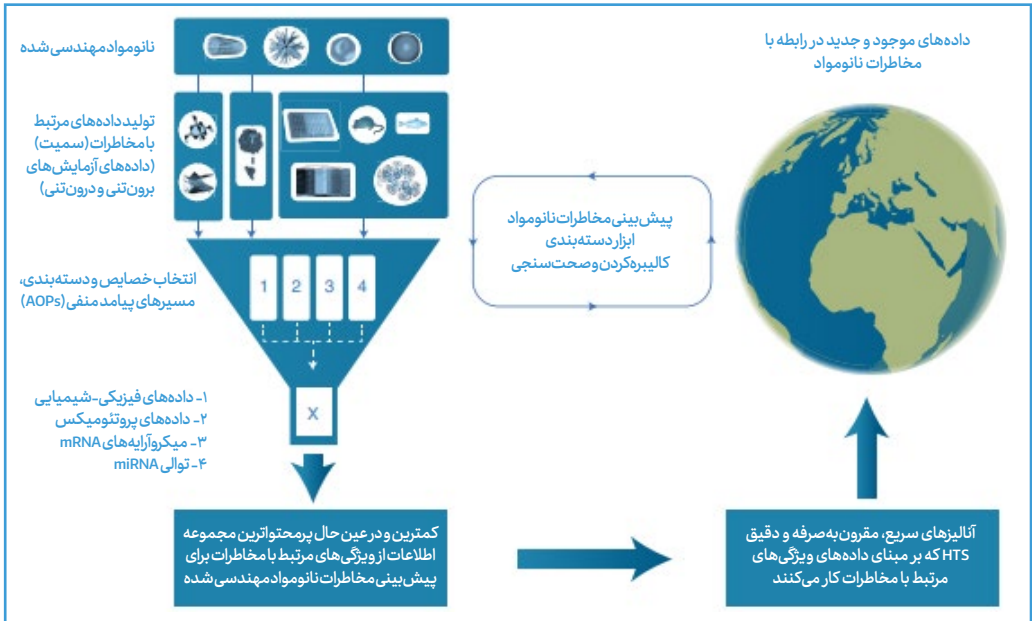 نانومواد مهندسی شده
تولید داده‌های مرتبط
با مخاطرات (سمیت)
(داده‌های آزمایش‌های
برون‌تنی و درون‌تنی)
انتخاب خصایص و دسته‌بندی،
مسیرهای پیامد منفی (AOPs)
1
2
3
4
X
۱- داده‌های فیزیکی-شیمیایی
۲- داده‌های پروتئومیکس
۳- میکروآرایه‌های mRNA
۴- توالی miRNA
کمترین و در عین حال پرمحتواترین مجموعه
اطلاعات از ویژگی‌های مرتبط با مخاطرات برای
پیش‌بینی مخاطرات نانومواد مهندسی شده
پیش‌بینی مخاطرات نانومواد
ابزار دسته‌بندی
کالیبره‌کردن و صحت‌سنجی
داده‌های موجود و جدید در رابطه با
مخاطرات نانومواد
آنالیزهای سریع، مقرون‌به‌صرفه و دقیق
HTS که بر مبنای داده‌های ویژگی‌های
مرتبط با مخاطرات کار می‌کنند